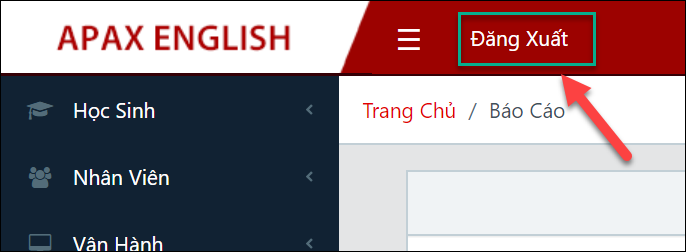 APAX ENGLISH
Đăng Xuất
Học Sinh
Nhân Viên
Vận Hành
Trang Chủ / Báo Cáo